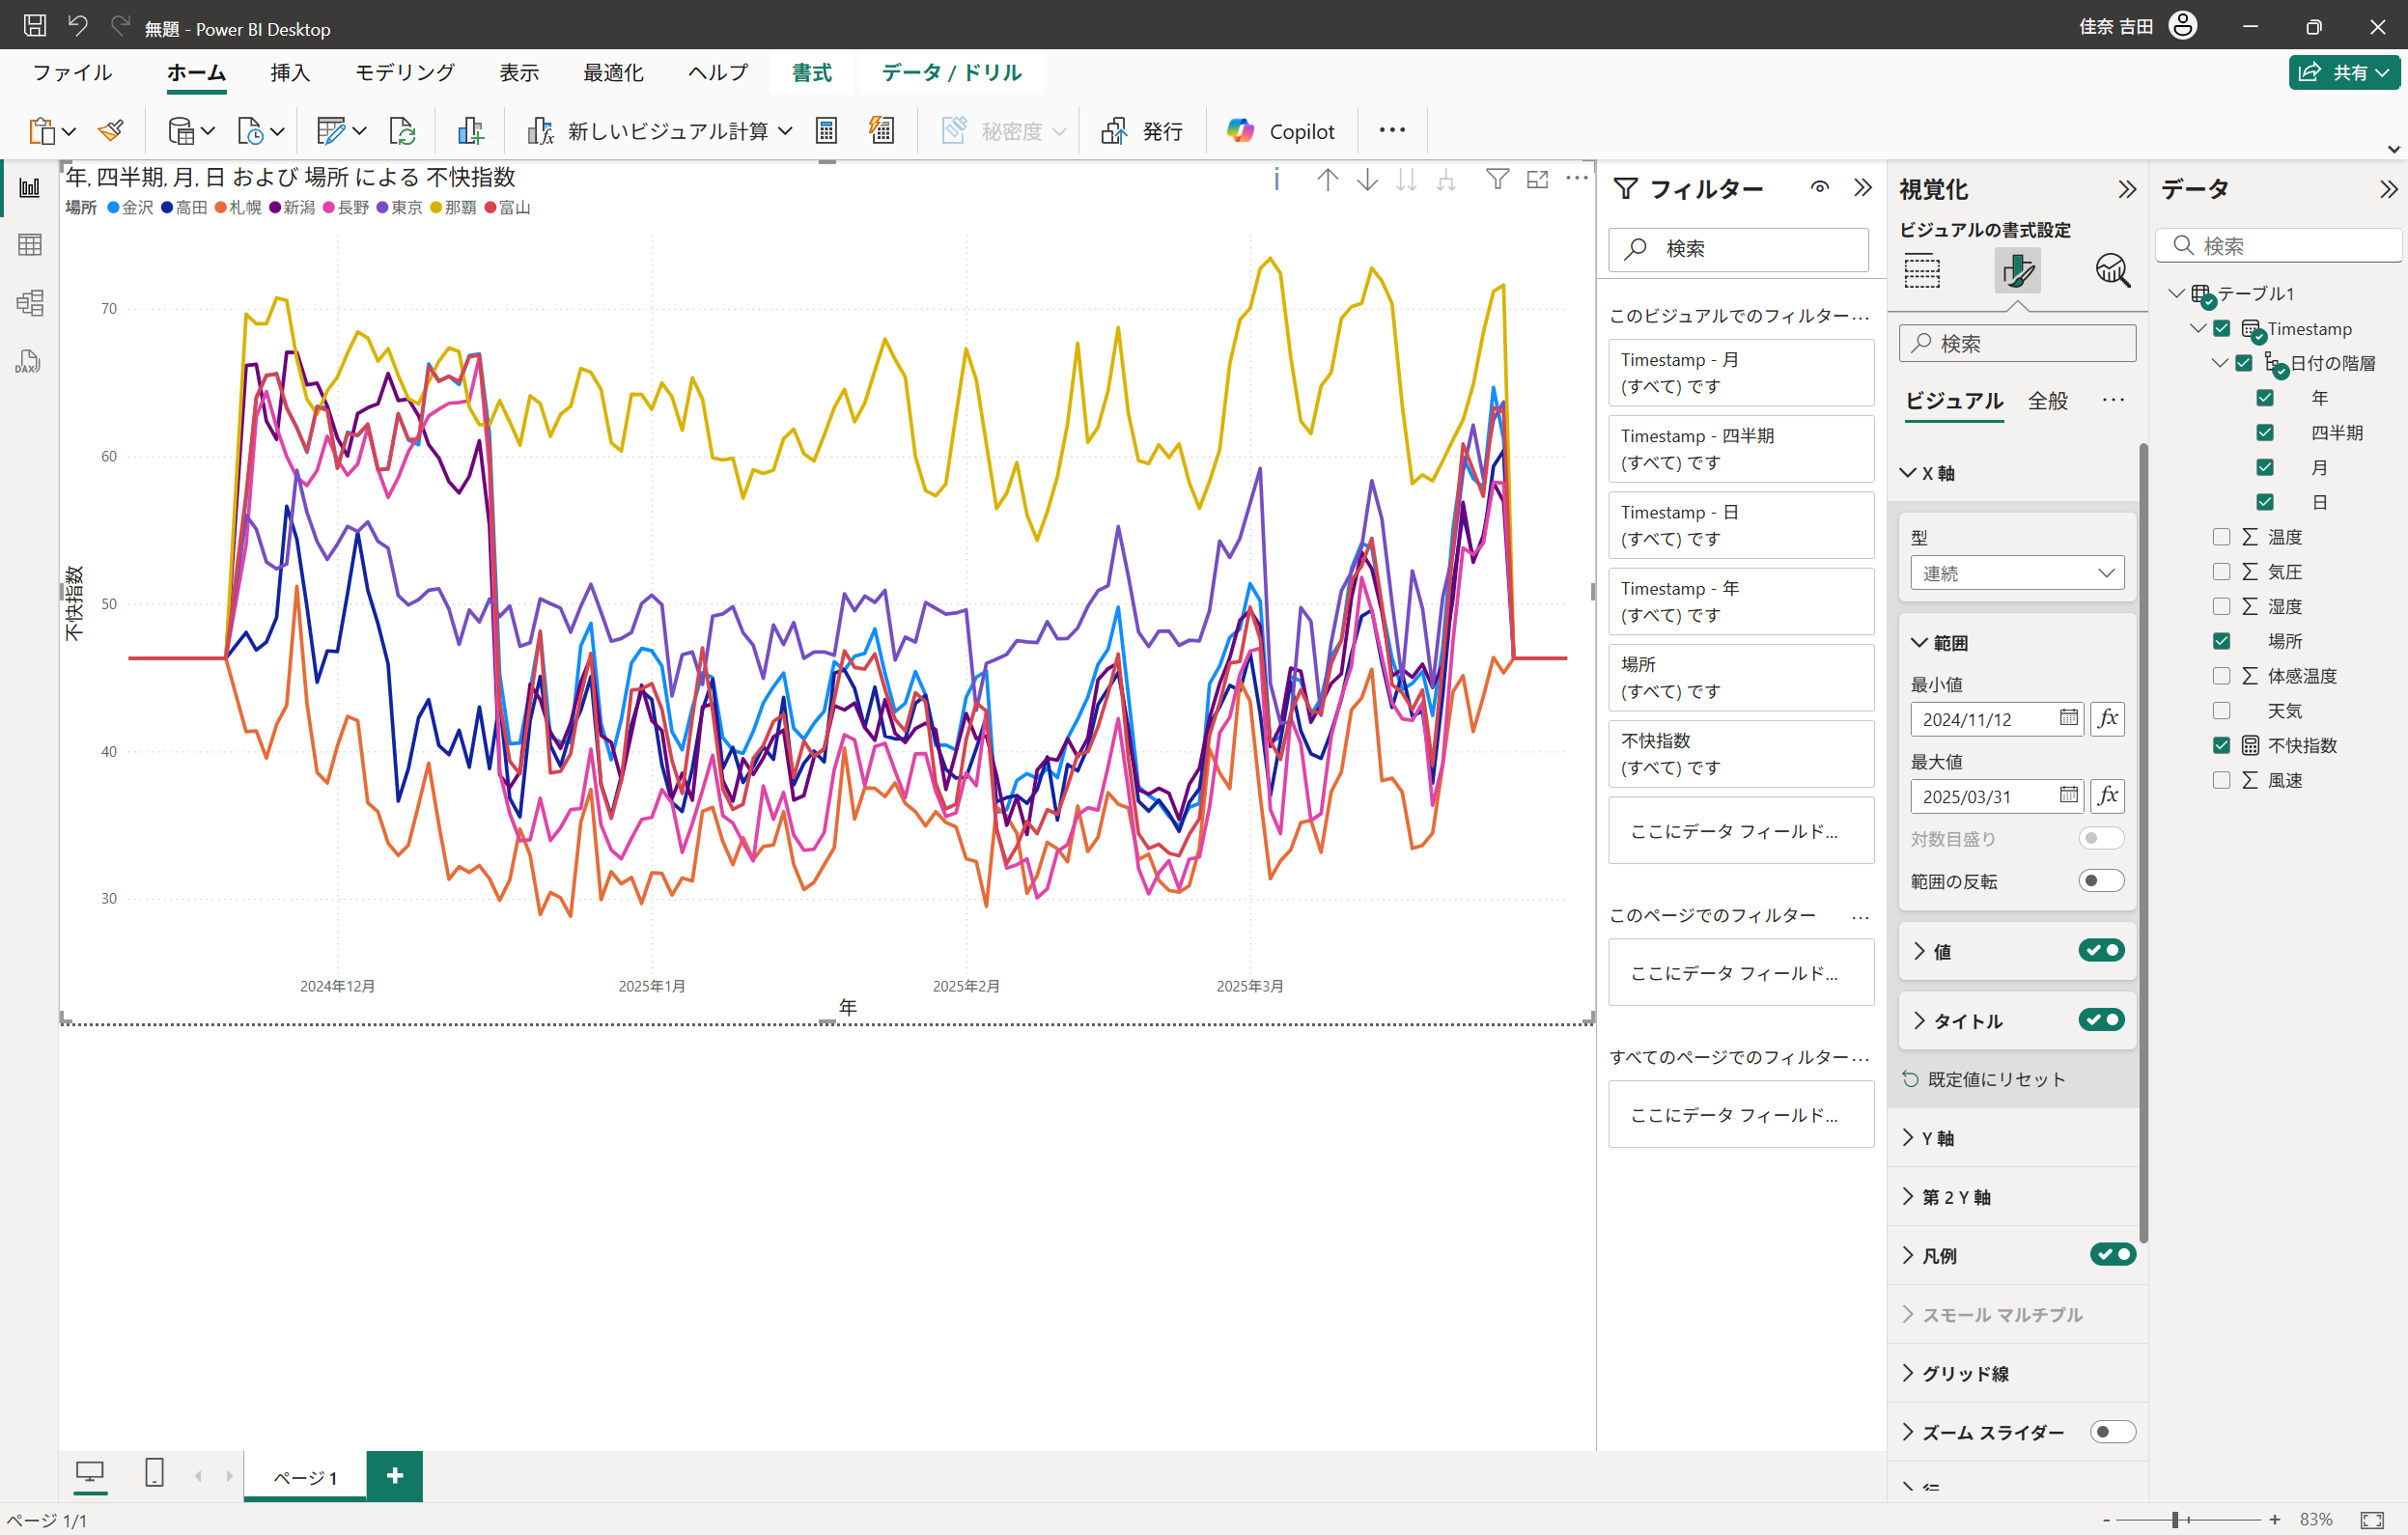 無題 - Power BI Desktop
佳奈 吉田
ファイル
ホーム
挿入
モデリング
表示
最適化
ヘルプ
書式
データ / ドリル
共有
新しいビジュアル計算
秘密度
発行
Copilot
DAX
年, 四半期, 月, 日 および 場所 による 不快指数
場所 金沢 高田 札幌 新潟 長野 東京 那覇 富山
不快指数
70
60
50
40
30
2024年12月
2025年1月
2025年2月
2025年3月
年
フィルター
検索
このビジュアルでのフィルター...
Timestamp - 月
(すべて) です
Timestamp - 四半期
(すべて) です
Timestamp - 日
(すべて) です
Timestamp - 年
(すべて) です
場所
(すべて) です
不快指数
(すべて) です
ここにデータ フィールド...
このページでのフィルター ...
ここにデータ フィールド...
すべてのページでのフィルター...
ここにデータ フィールド...
視覚化
ビジュアルの書式設定
検索
ビジュアル
全般
...
X 軸
型
連続
範囲
最小値
2024/11/12
fx
最大値
2025/03/31
fx
対数目盛り
範囲の反転
値
タイトル
既定値にリセット
Y 軸
第 2 Y 軸
凡例
スモール マルチプル
グリッド線
ズーム スライダー
データ
検索
テーブル1
Timestamp
日付の階層
年
四半期
月
日
温度
気圧
湿度
場所
体感温度
天気
不快指数
風速
ページ 1
ページ 1/1
- + 83%